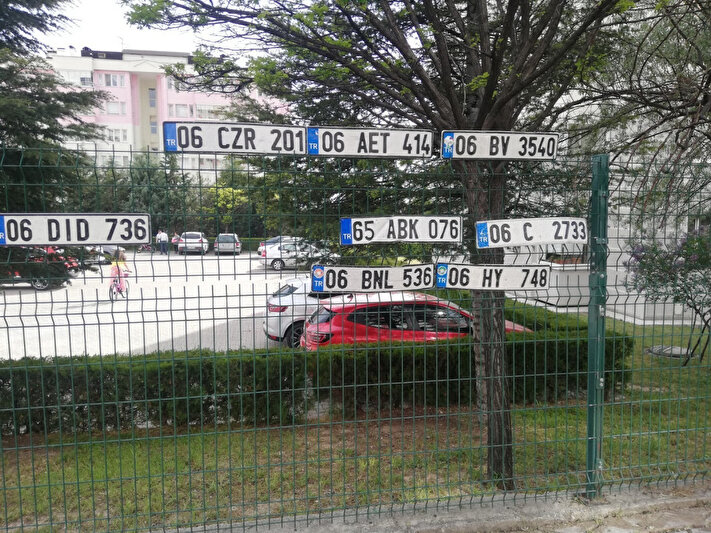 TR 06 CZR 201
TR 06 AET 414
TR 06 BV 3540
TR 06 DID 736
TR 65 ABK 076
TR 06 C 2733
TR 06 BNL 536
TR 06 HY 748